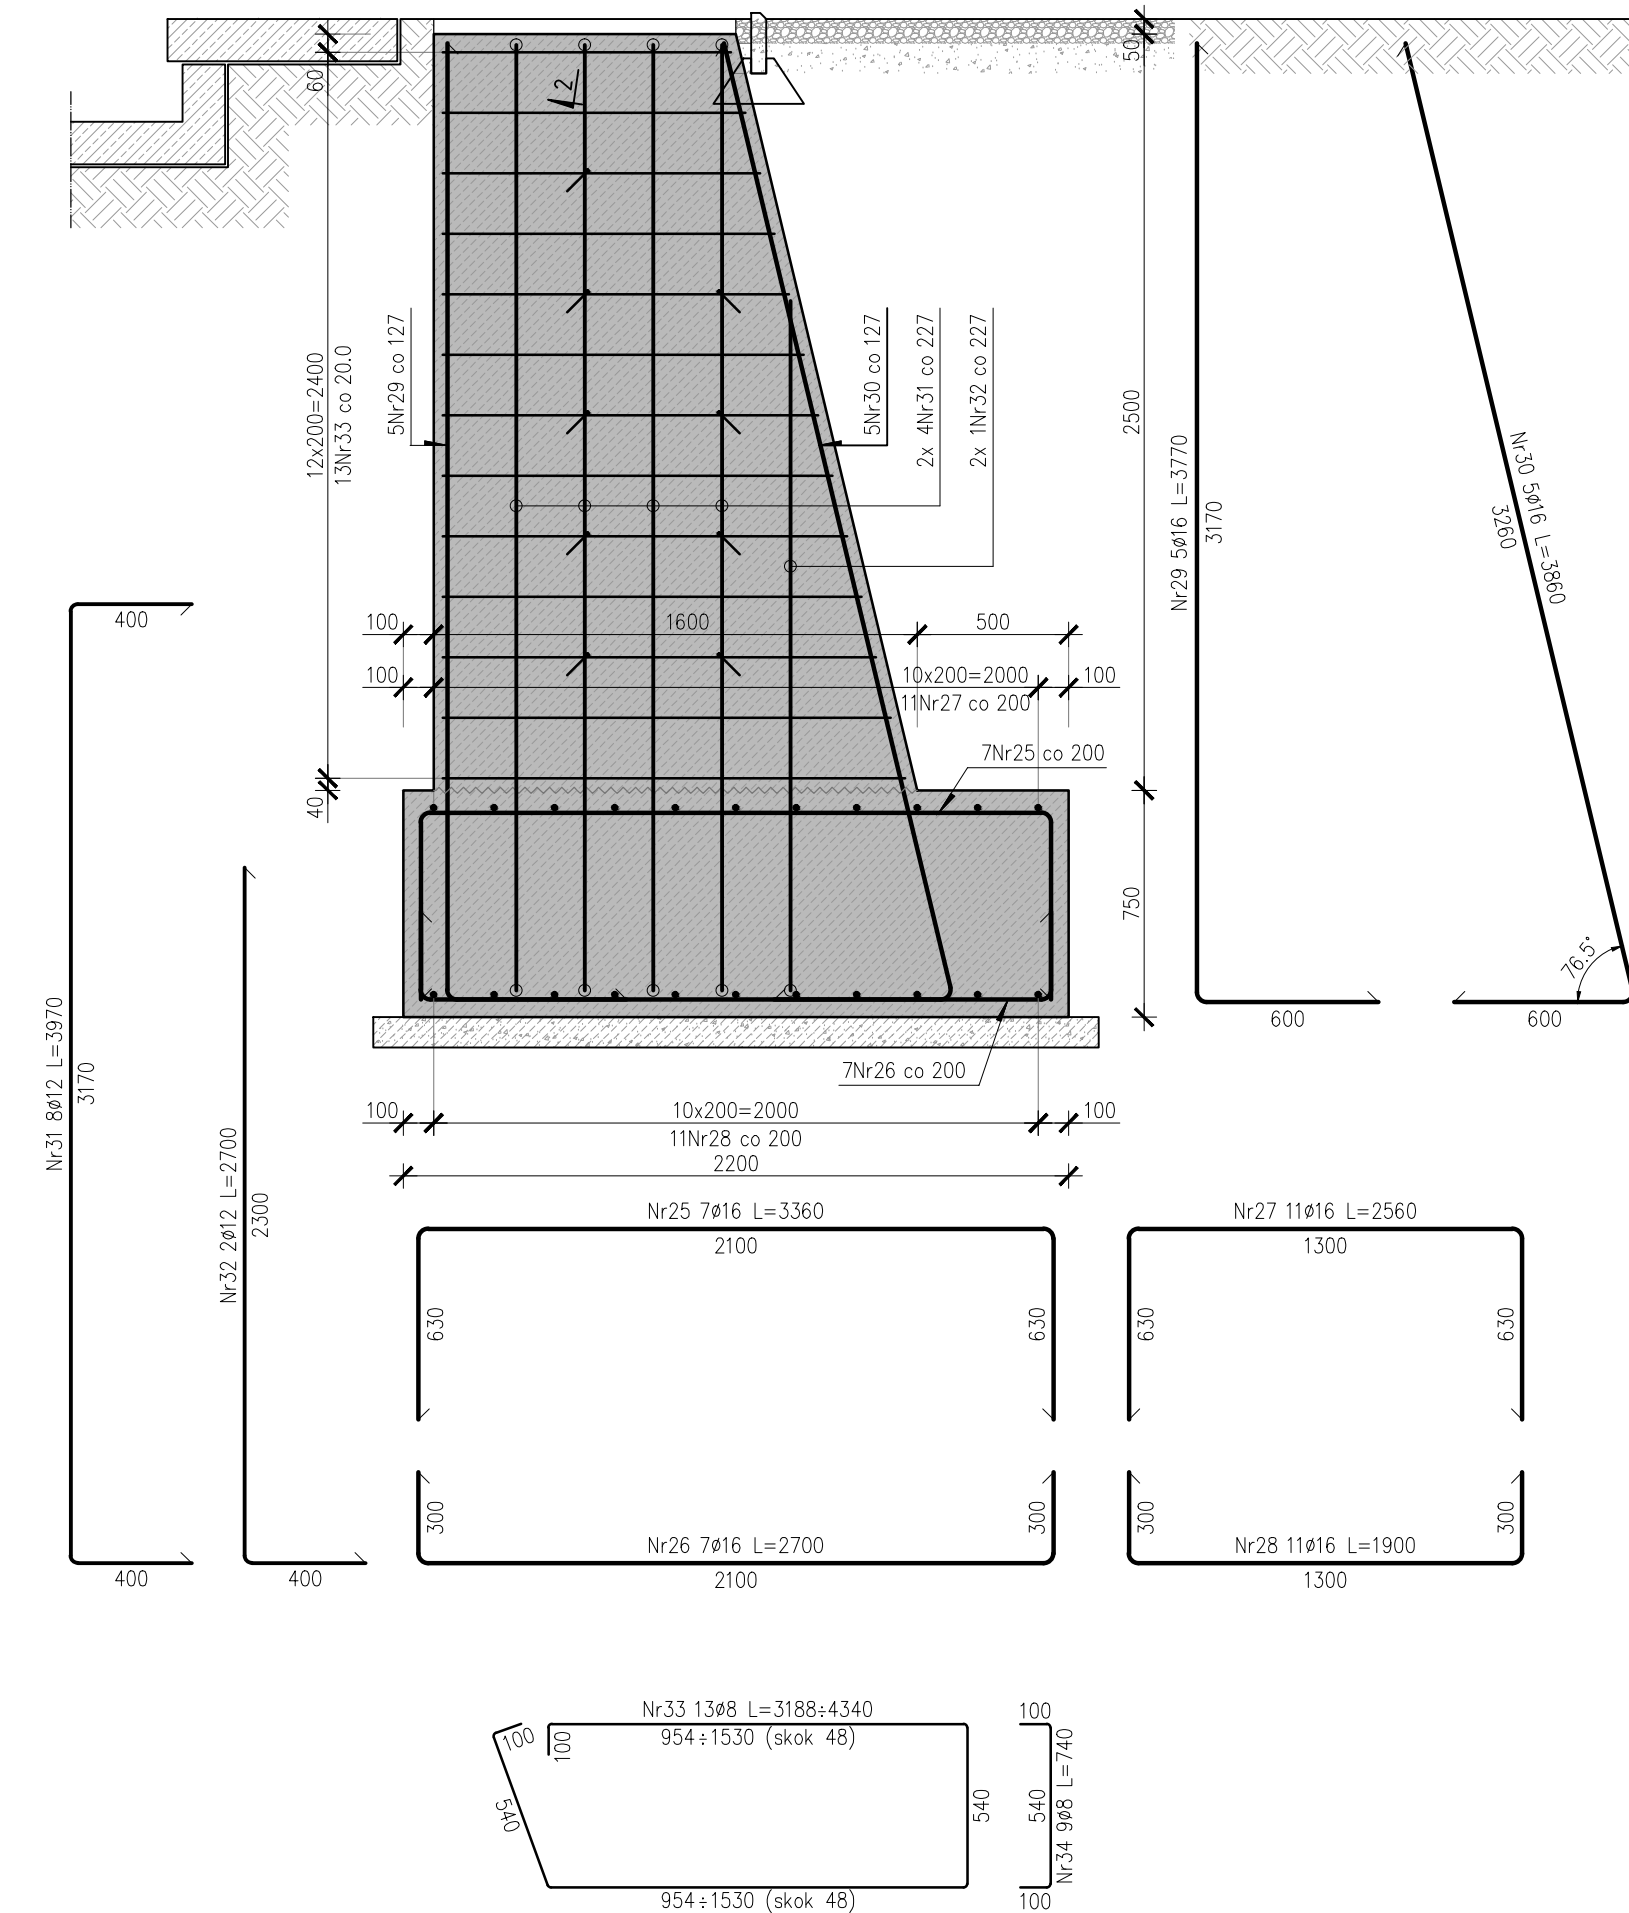 60
2
50
12x200=2400
13Nr33 co 20.0
5Nr29 co 127
5Nr30 co 127
2x 4Nr31 co 227
2x 1Nr32 co 227
2500
Nr29 5ø16 L=3770
3170
Nr30 5ø16 L=3860
3260
76.5°
600
600
400
100
1600
500
100
10x200=2000
100
11Nr27 co 200
7Nr25 co 200
40
750
7Nr26 co 200
Nr31 8ø12 L=3970
3170
400
Nr32 2ø12 L=2700
2300
400
100
10x200=2000
100
11Nr28 co 200
2200
Nr25 7ø16 L=3360
2100
630
630
Nr27 11ø16 L=2560
1300
630
630
300
300
Nr26 7ø16 L=2700
2100
300
300
Nr28 11ø16 L=1900
1300
Nr33 13ø8 L=3188÷4340
954÷1530 (skok 48)
100
100
540
540
954÷1530 (skok 48)
100
540
Nr34 9ø8 L=740
100